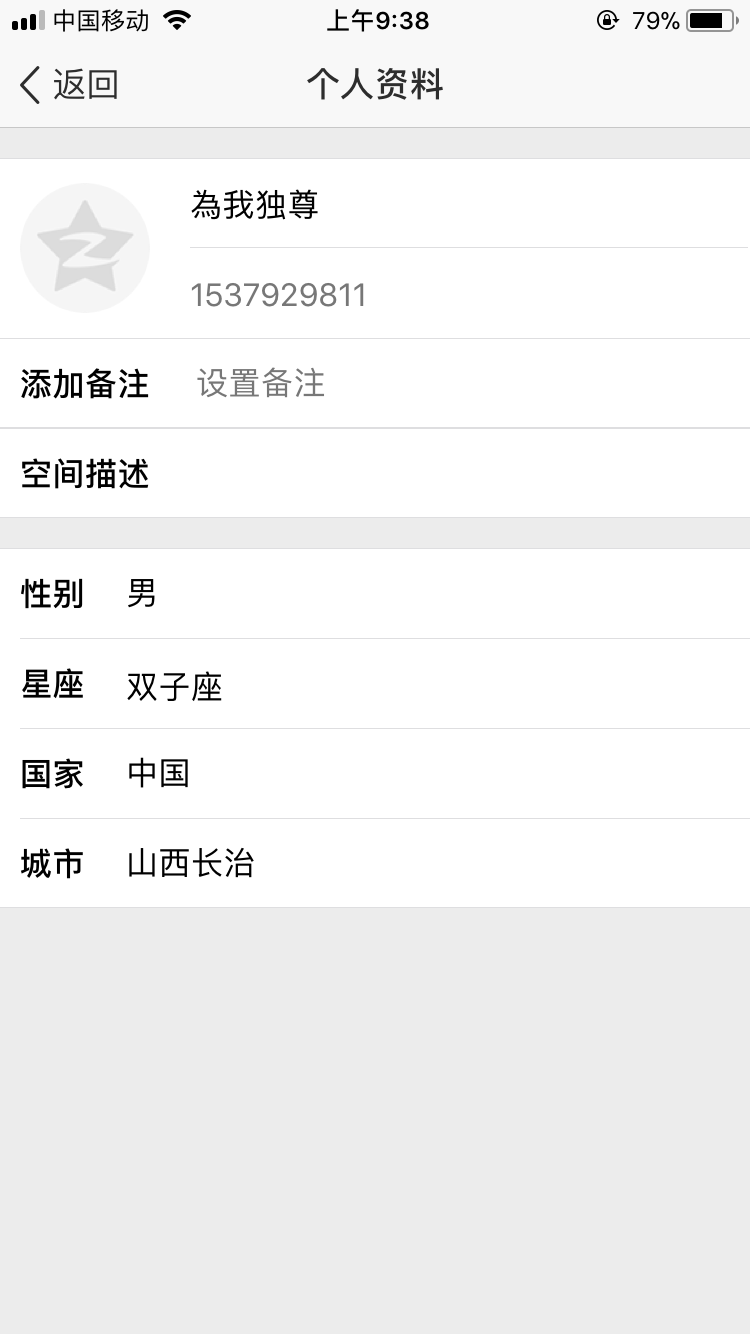 中国移动 上午9:38 79%
返回 个人资料
為我独尊
1537929811
添加备注 设置备注
空间描述
性别 男
星座 双子座
国家 中国
城市 山西长治